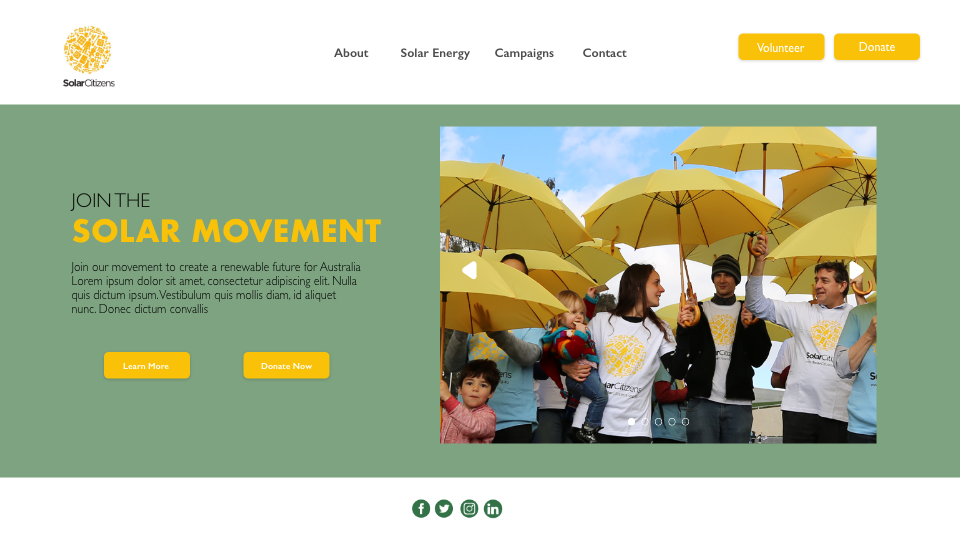 SolarCitizens
About
Solar Energy
Campaigns
Contact
Volunteer
Donate
JOIN THE
SOLAR MOVEMENT
Join our movement to create a renewable future for Australia
Lorem ipsum dolor sit amet, consectetur adipiscing elit. Nulla
quis dictum ipsum. Vestibulum quis mollis diam, id aliquet
nunc. Donec dictum convallis
Learn More
Donate Now